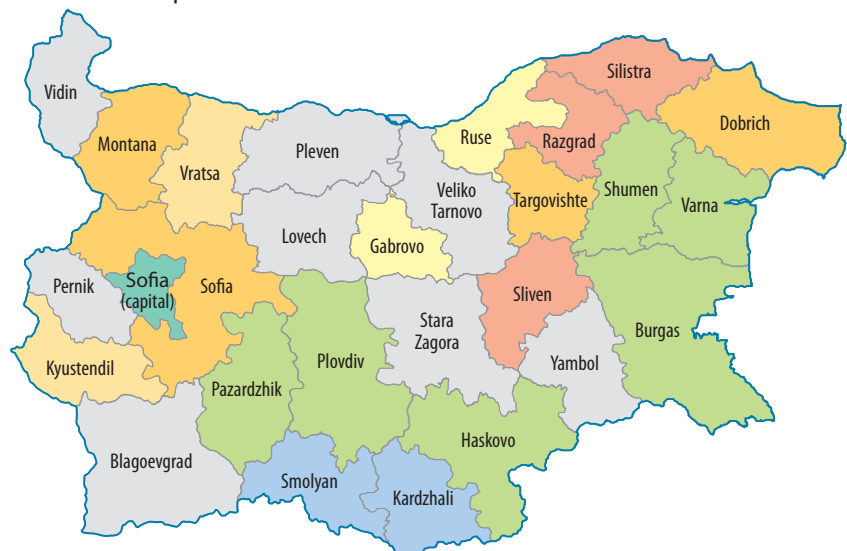 Silistra
Vidin
Dobrich
Montana
Ruse
Razgrad
Pleven
Vratsa
Veliko
Tarnovo
Targovishte
Shumen
Varna
Lovech
Gabrovo
Pernik
Sofia
(capital)
Sofia
Sliven
Stara
Zagora
Burgas
Kyustendil
Plovdiv
Yambol
Pazardzhik
Haskovo
Blagoevgrad
Smolyan
Kardzhali